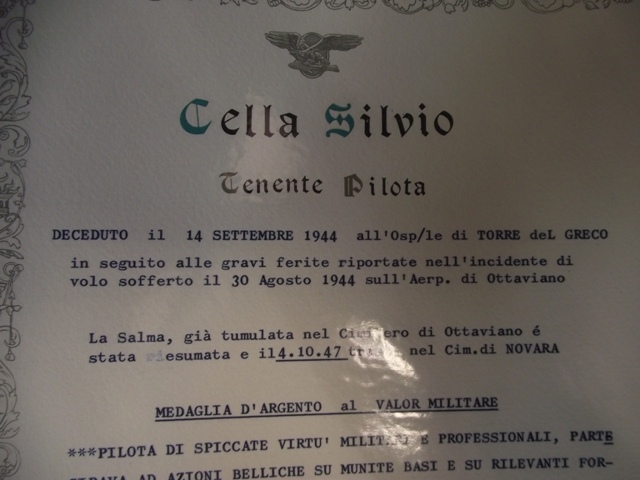 Cella Silvio
Tenente Pilota
DECEDUTO il 14 SETTEMBRE 1944 all'Osp/le di TORRE deL GRECO
in seguito alle gravi ferite riportate nell'incidente di
volo sofferto il 30 Agosto 1944 sull'Aerp. di Ottaviano
La Salma, già tumulata nel di Ottaviano é
stata riesumata e il 4.10.47 nel Cim.di NOVARA
MEDAGLIA D'ARGENTO al VALOR MILITARE
***PILOTA DI SPICCATE VIRTU' E PROFESSIONALI, PARTE
AD AZIONI BELLICHE SU MUNITE BASI E SU RILEVANTI FOR-